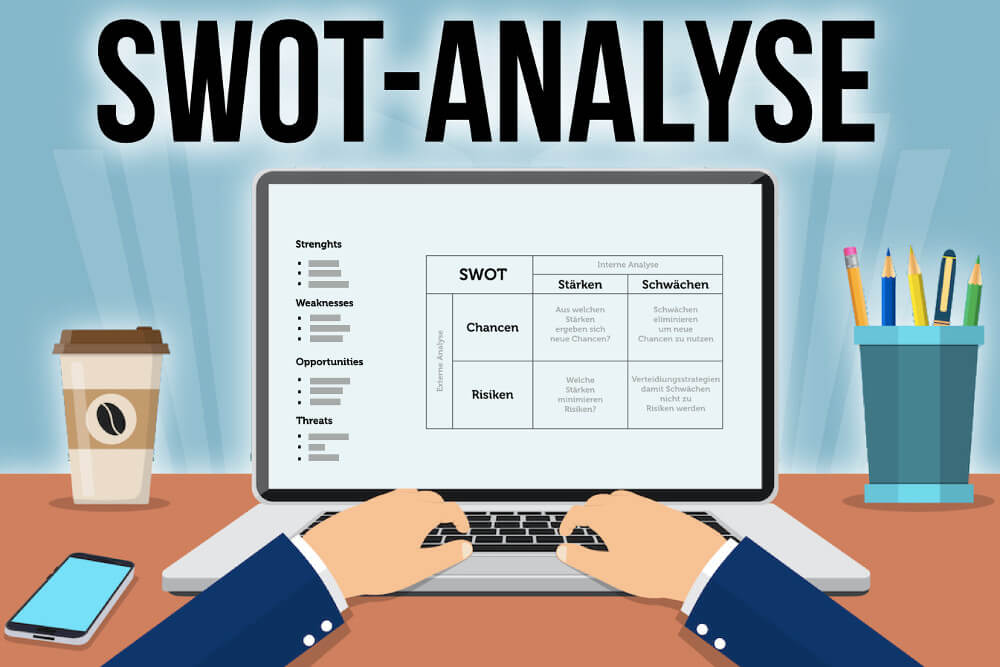 SWOT-ANALYSE
Strenghts
Weaknesses
Opportunities
Threats
SWOT
Interne Analyse
Stärken
Schwächen
Externe Analyse
Chancen
Aus welchen
Stärken
ergeben sich
neue Chancen?
Schwächen
eliminieren
um neue
Chancen zu nutzen
Risiken
Welche
Stärken
minimieren
Risiken?
Verteidiungsstrategien
damit Schwächen
nicht zu
Risiken werden